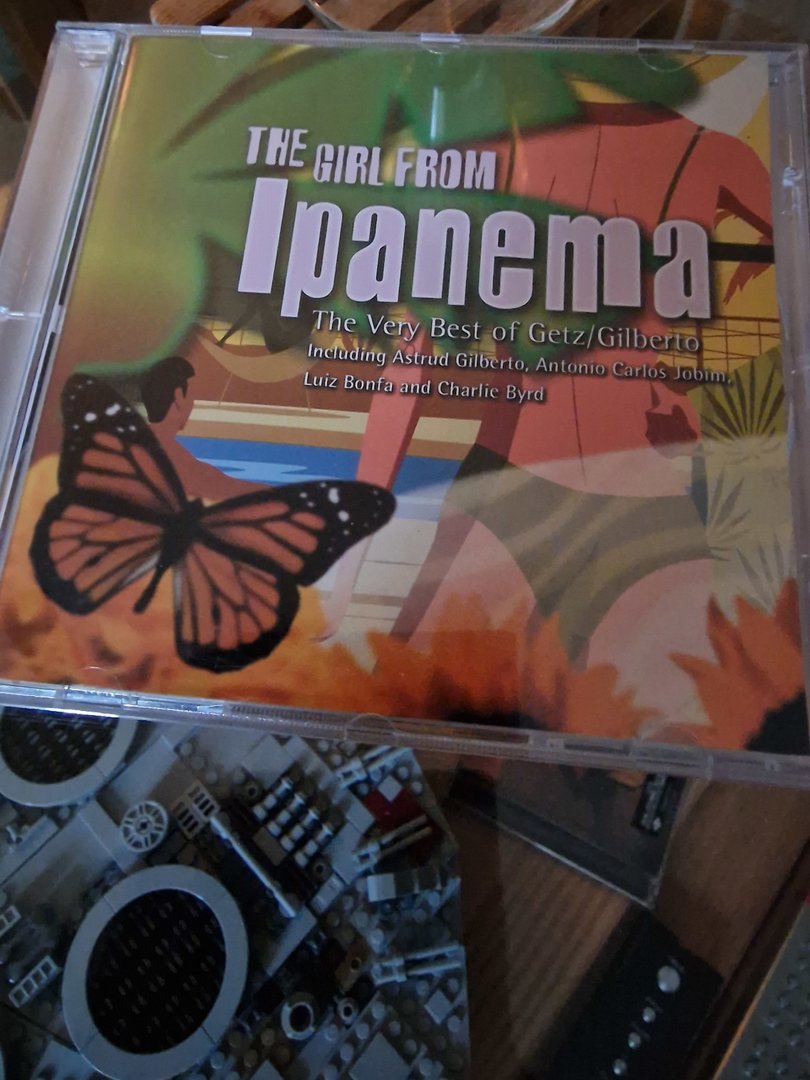 THE GIRL FROM
Ipanema
The Very Best of Getz/Gilberto
Including Astrud Gilberto, Antonio Carlos Jobim,
Luiz Bonfa and Charlie Byrd